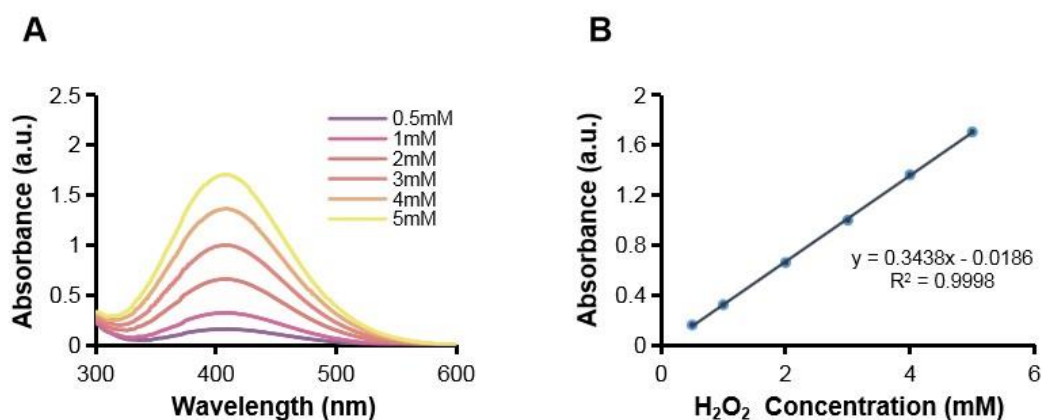 A
Absorbance (a.u.)
2.5
2
1.5
1
0.5
0
300
400
500
600
Wavelength (nm)
0.5mM
1mM
2mM
3mM
4mM
5mM
B
Absorbance (a.u.)
2
1.6
1.2
0.8
0.4
0
0
2
4
6
H₂O₂ Concentration (mM)
y = 0.3438x - 0.0186
R² = 0.9998